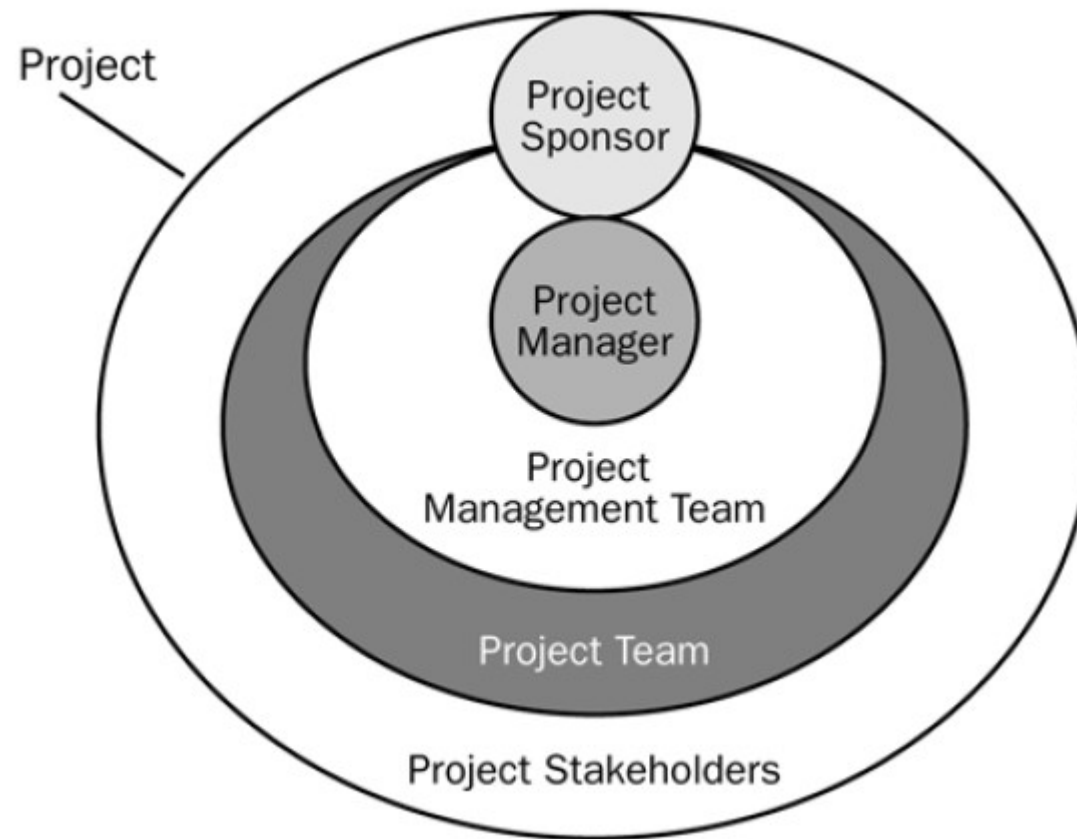 Project
Project
Sponsor
Project
Manager
Project
Management Team
Project Team
Project Stakeholders